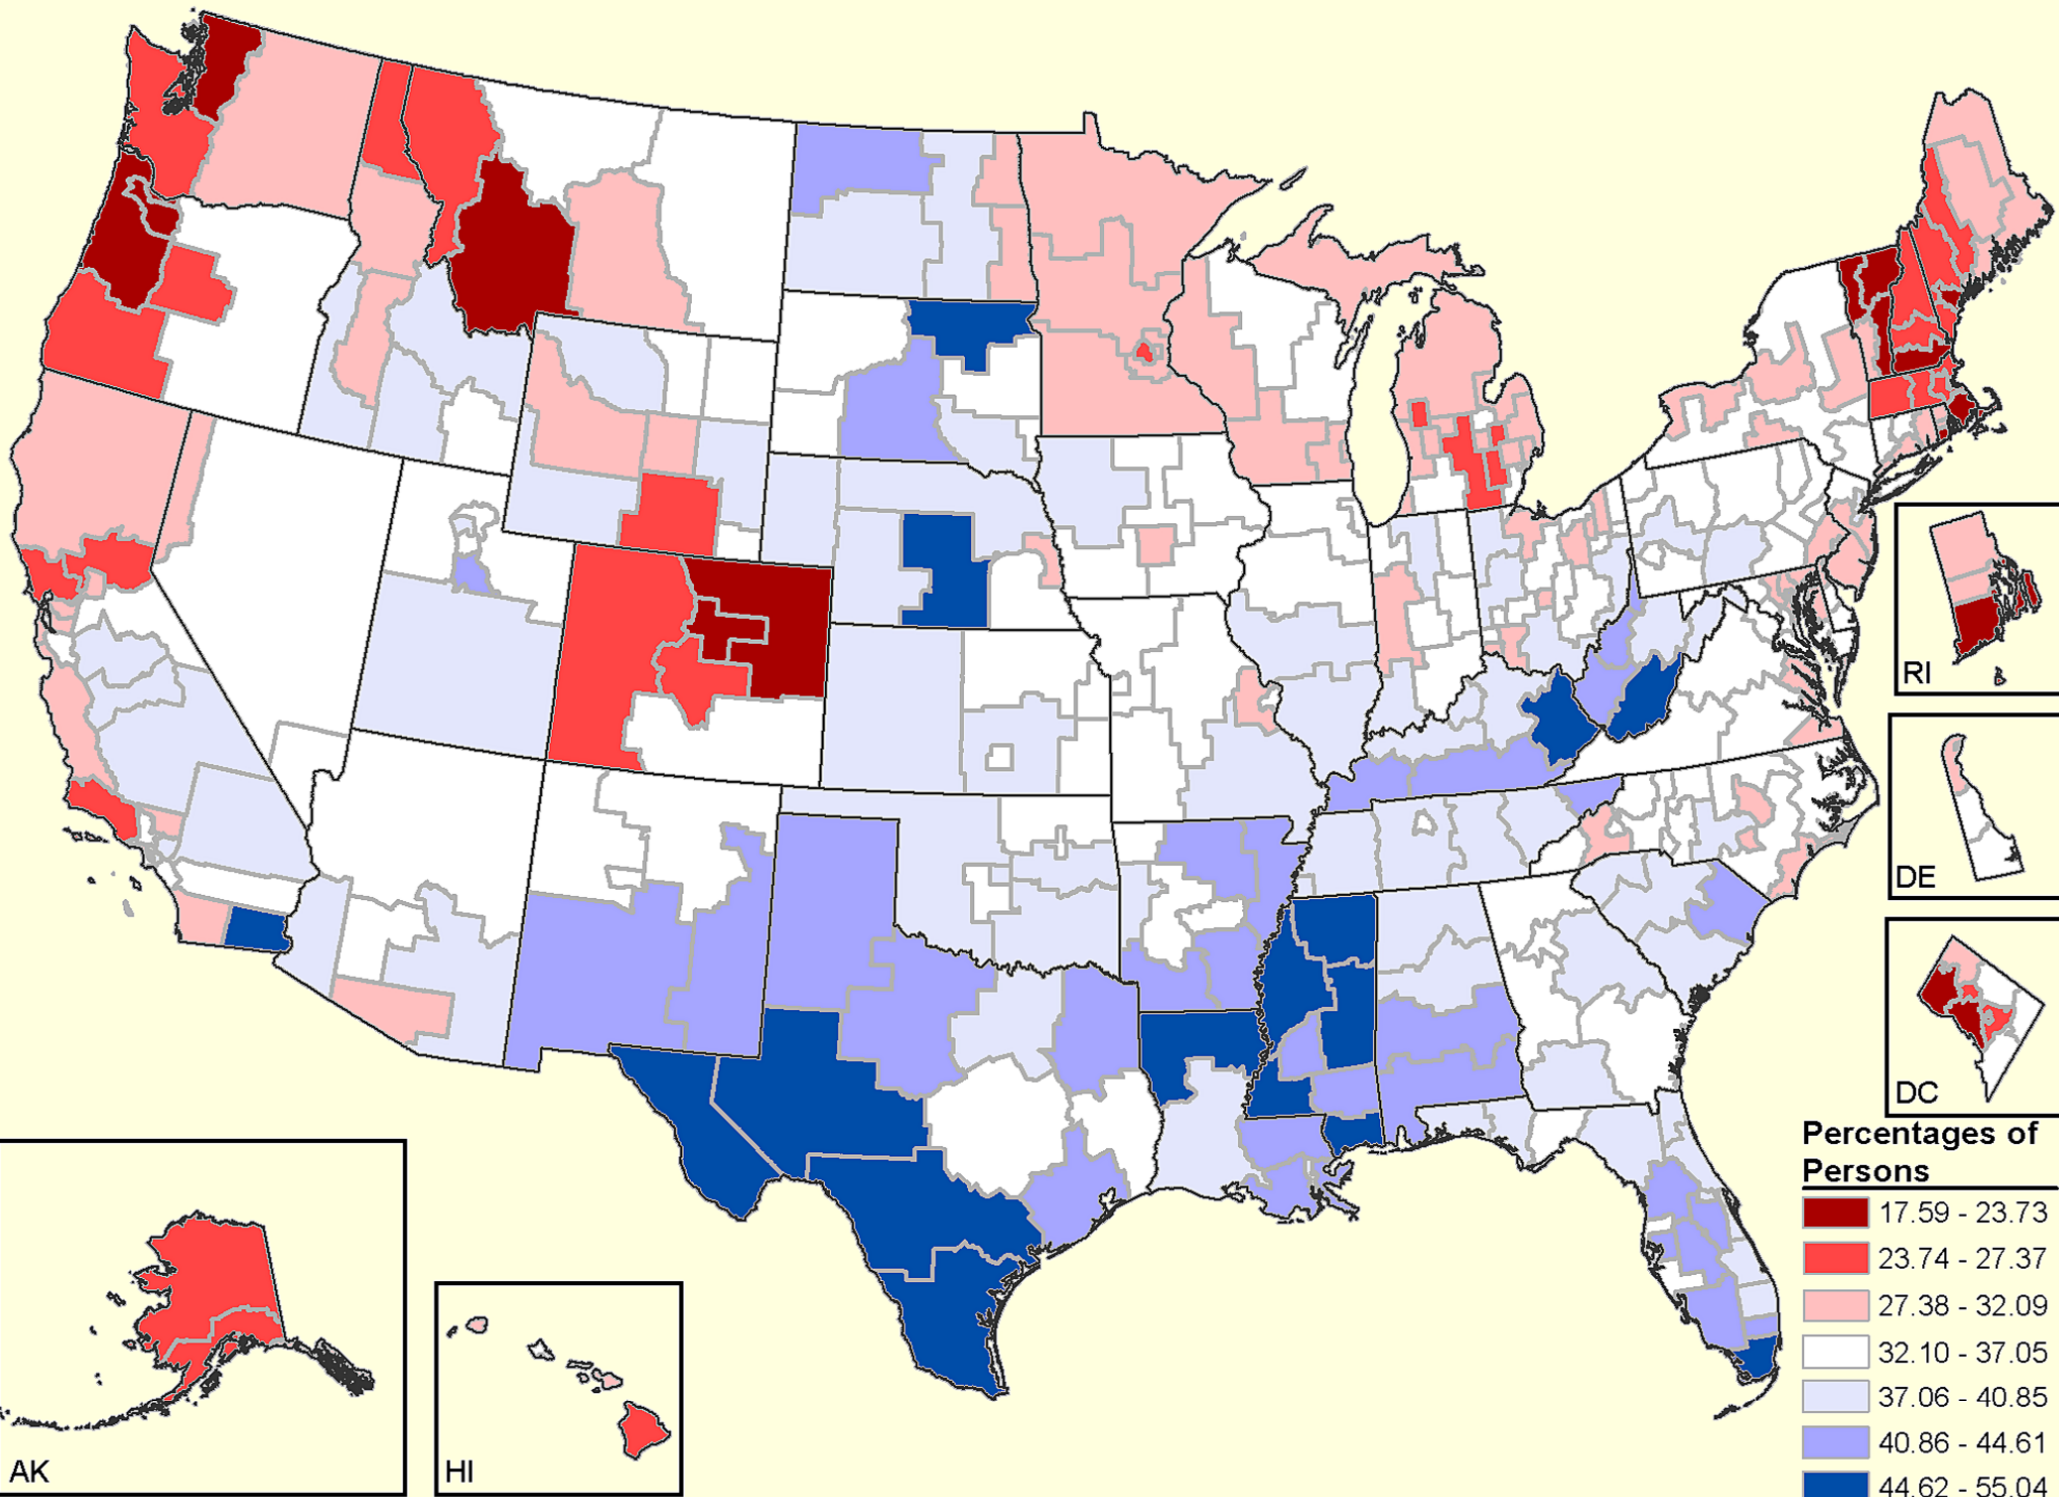 RI
DE
DC
Percentages of
Persons
17.59 - 23.73
23.74 - 27.37
27.38 - 32.09
32.10 - 37.05
37.06 - 40.85
40.86 - 44.61
44.62 - 55.04
AK
HI